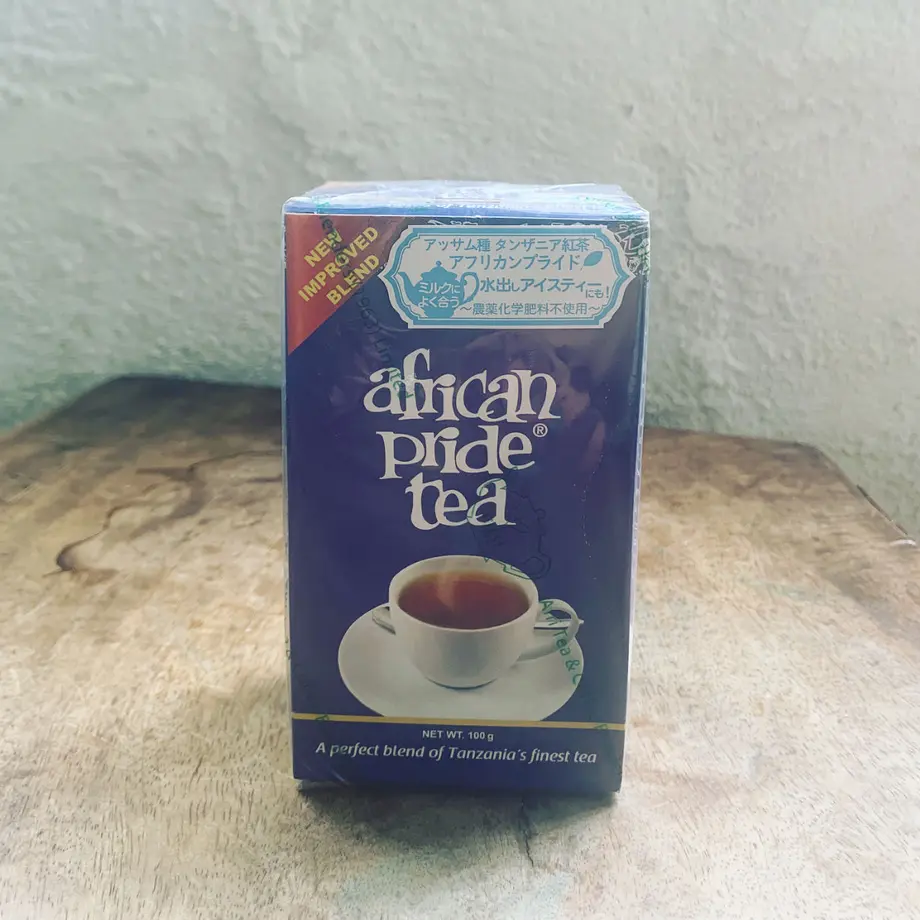 NEW
IMPROVED
BLEND
アッサム種 タンザニア紅茶
アフリカンプライド
ミルクに
よく合う
水出しアイスティー
にも!
〜農薬化学肥料不使用〜
african
pride®
tea
Tea & C
NET WT. 100 g
A perfect blend of Tanzania's finest tea